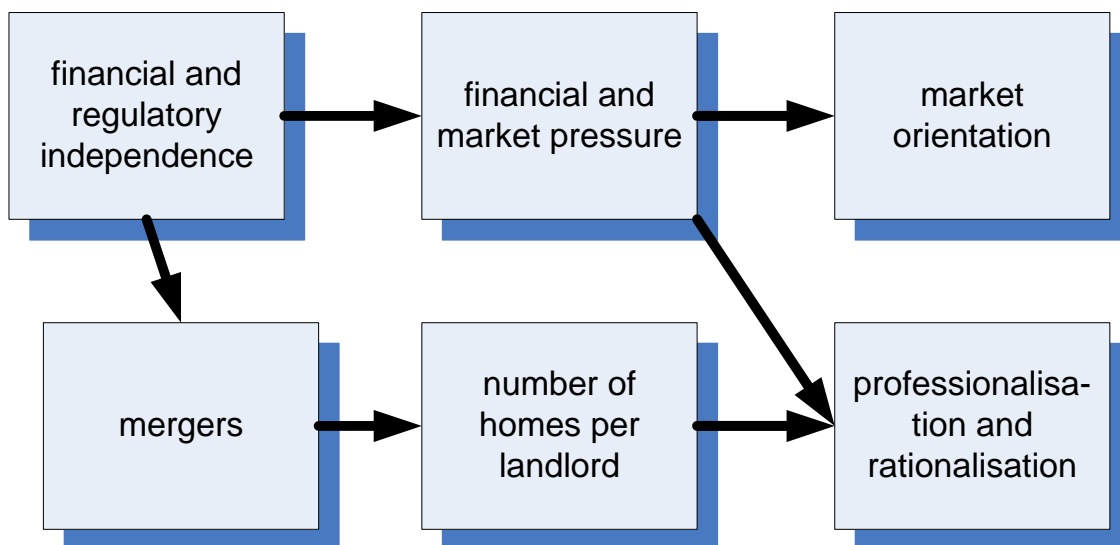 financial and
regulatory
independence
financial and
market pressure
market
orientation
mergers
number of
homes per
landlord
professionalisa-
tion and
rationalisation